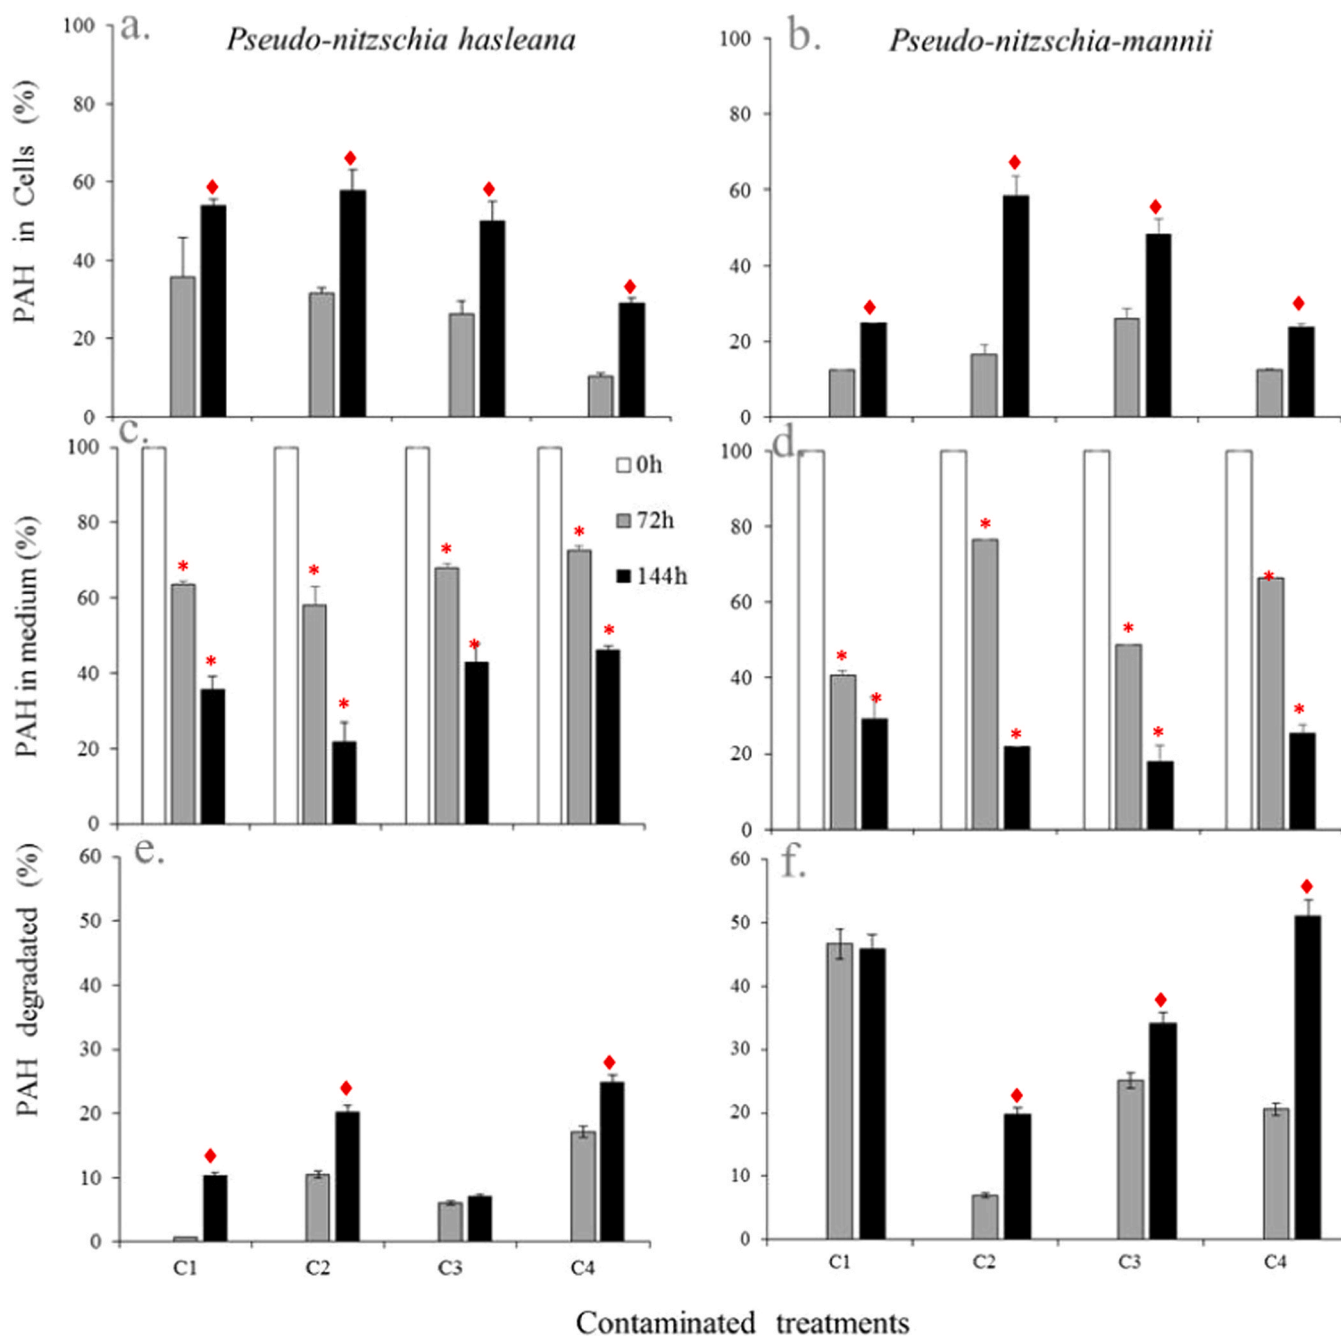 a.
Pseudo-nitzschia hasleana
PAH in Cells (%)
100
80
60
40
20
0
b.
Pseudo-nitzschia-mannii
100
80
60
40
20
0
c.
PAH in medium (%)
100
80
60
40
20
0
0h
72h
144h
d.
100
80
60
40
20
0
e.
PAH degradated (%)
60
50
40
30
20
10
0
C1 C2 C3 C4
f.
60
50
40
30
20
10
0
C1 C2 C3 C4
Contaminated treatments